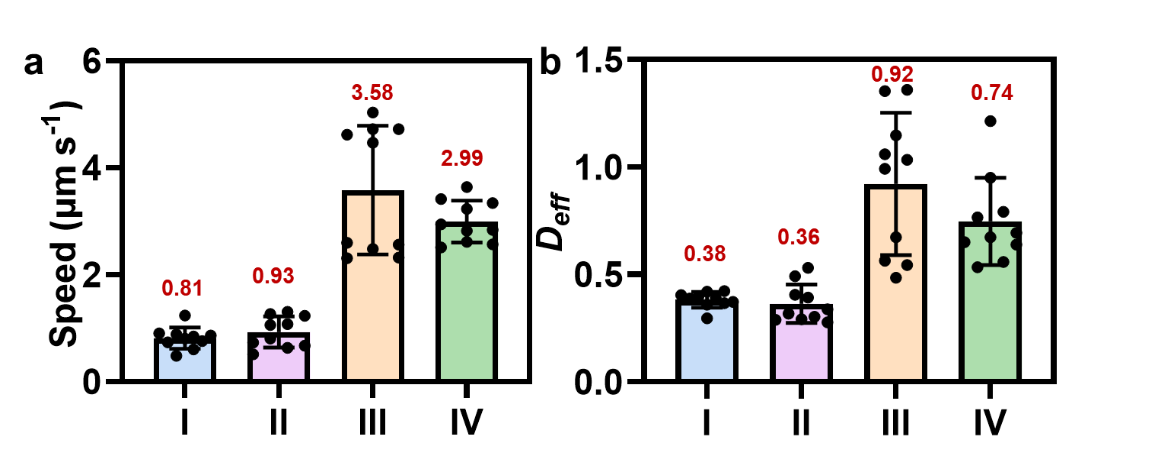 a
Speed (μm s⁻¹)
6
4
2
0
0.81
0.93
3.58
2.99
I
II
III
IV
b
D_eff
1.5
1.0
0.5
0.0
0.38
0.36
0.92
0.74
I
II
III
IV